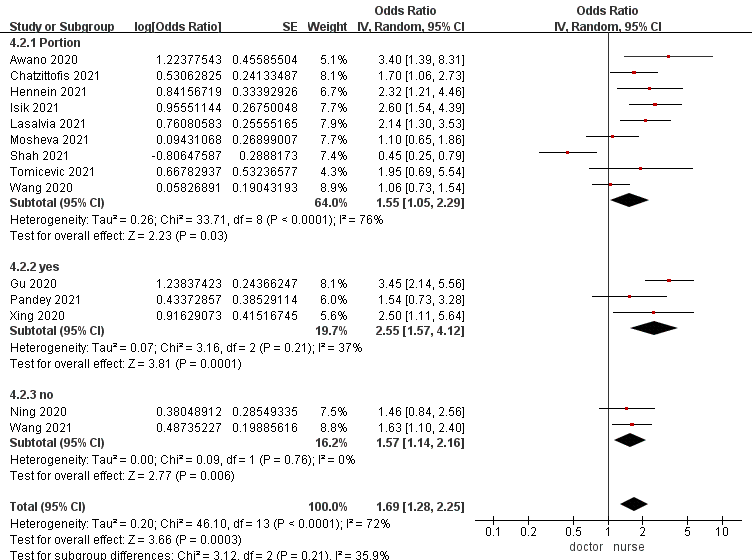 Odds Ratio Odds Ratio
Study or Subgroup log[Odds Ratio] SE Weight IV, Random, 95% CI IV, Random, 95% CI
4.2.1 Portion
Awano 2020 1.22377543 0.45585504 5.1% 3.40 [1.39, 8.31]
Chatzittofis 2021 0.53062825 0.24133487 8.1% 1.70 [1.06, 2.73]
Hennein 2021 0.84156719 0.33392926 6.7% 2.32 [1.21, 4.46]
Isik 2021 0.95551144 0.26750048 7.8% 2.60 [1.54, 4.39]
Lasalvia 2021 0.76080583 0.25555165 7.9% 2.14 [1.30, 3.53]
Mosheva 2021 0.09431068 0.26899007 7.8% 1.10 [0.65, 1.86]
Shah 2021 -0.80647587 0.2888173 7.4% 0.45 [0.25, 0.79]
Tomicevic 2021 0.66782937 0.53236577 4.3% 1.95 [0.69, 5.54]
Wang 2020 0.05826891 0.19043193 8.9% 1.06 [0.73, 1.54]
Subtotal (95% CI) 64.0% 1.55 [1.05, 2.29]
Heterogeneity: Tau² = 0.26; Chi² = 33.71, df = 8 (P < 0.0001); I² = 76%
Test for overall effect: Z = 2.23 (P = 0.03)
4.2.2 yes
Gu 2020 1.23837423 0.24366247 8.1% 3.45 [2.14, 5.56]
Pandey 2021 0.43372857 0.38529114 6.0% 1.54 [0.73, 3.28]
Xing 2020 0.91629073 0.41516745 5.6% 2.50 [1.11, 5.64]
Subtotal (95% CI) 19.7% 2.55 [1.57, 4.12]
Heterogeneity: Tau² = 0.07; Chi² = 3.16, df = 2 (P = 0.21); I² = 37%
Test for overall effect: Z = 3.81 (P = 0.0001)
4.2.3 no
Ning 2020 0.38048912 0.28549335 7.5% 1.46 [0.84, 2.56]
Wang 2021 0.48735227 0.19885616 8.8% 1.63 [1.10, 2.40]
Subtotal (95% CI) 16.2% 1.57 [1.14, 2.16]
Heterogeneity: Tau² = 0.00; Chi² = 0.09, df = 1 (P = 0.76); I² = 0%
Test for overall effect: Z = 2.77 (P = 0.006)
Total (95% CI) 100.0% 1.69 [1.28, 2.25]
Heterogeneity: Tau² = 0.20; Chi² = 46.10, df = 13 (P < 0.0001); I² = 72%
Test for overall effect: Z = 3.66 (P = 0.0003)
Test for subgroup differences: Chi² = 3.12, df = 2 (P = 0.21), I² = 35.9%
0.1 0.2 0.5 1 2 5 10
doctor nurse